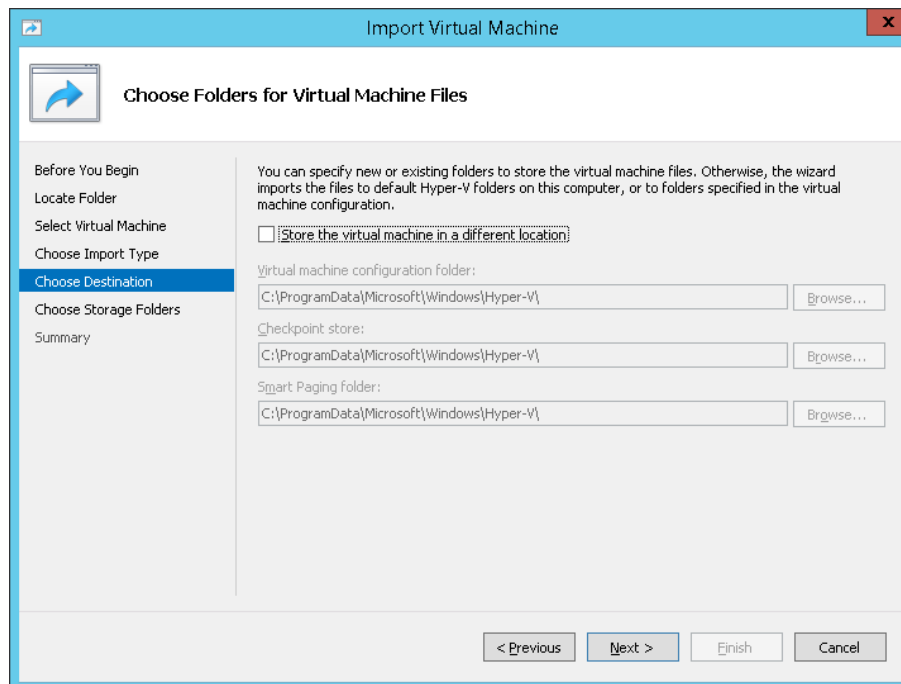 Import Virtual Machine
x
Choose Folders for Virtual Machine Files
Before You Begin
Locate Folder
Select Virtual Machine
Choose Import Type
Choose Destination
Choose Storage Folders
Summary
You can specify new or existing folders to store the virtual machine files. Otherwise, the wizard
imports the files to default Hyper-V folders on this computer, or to folders specified in the virtual
machine configuration.
Store the virtual machine in a different location
Virtual machine configuration folder:
C:\ProgramData\Microsoft\Windows\Hyper-V\
Browse...
Checkpoint store:
C:\ProgramData\Microsoft\Windows\Hyper-V\
Browse...
Smart Paging folder:
C:\ProgramData\Microsoft\Windows\Hyper-V\
Browse...
< Previous
Next >
Finish
Cancel